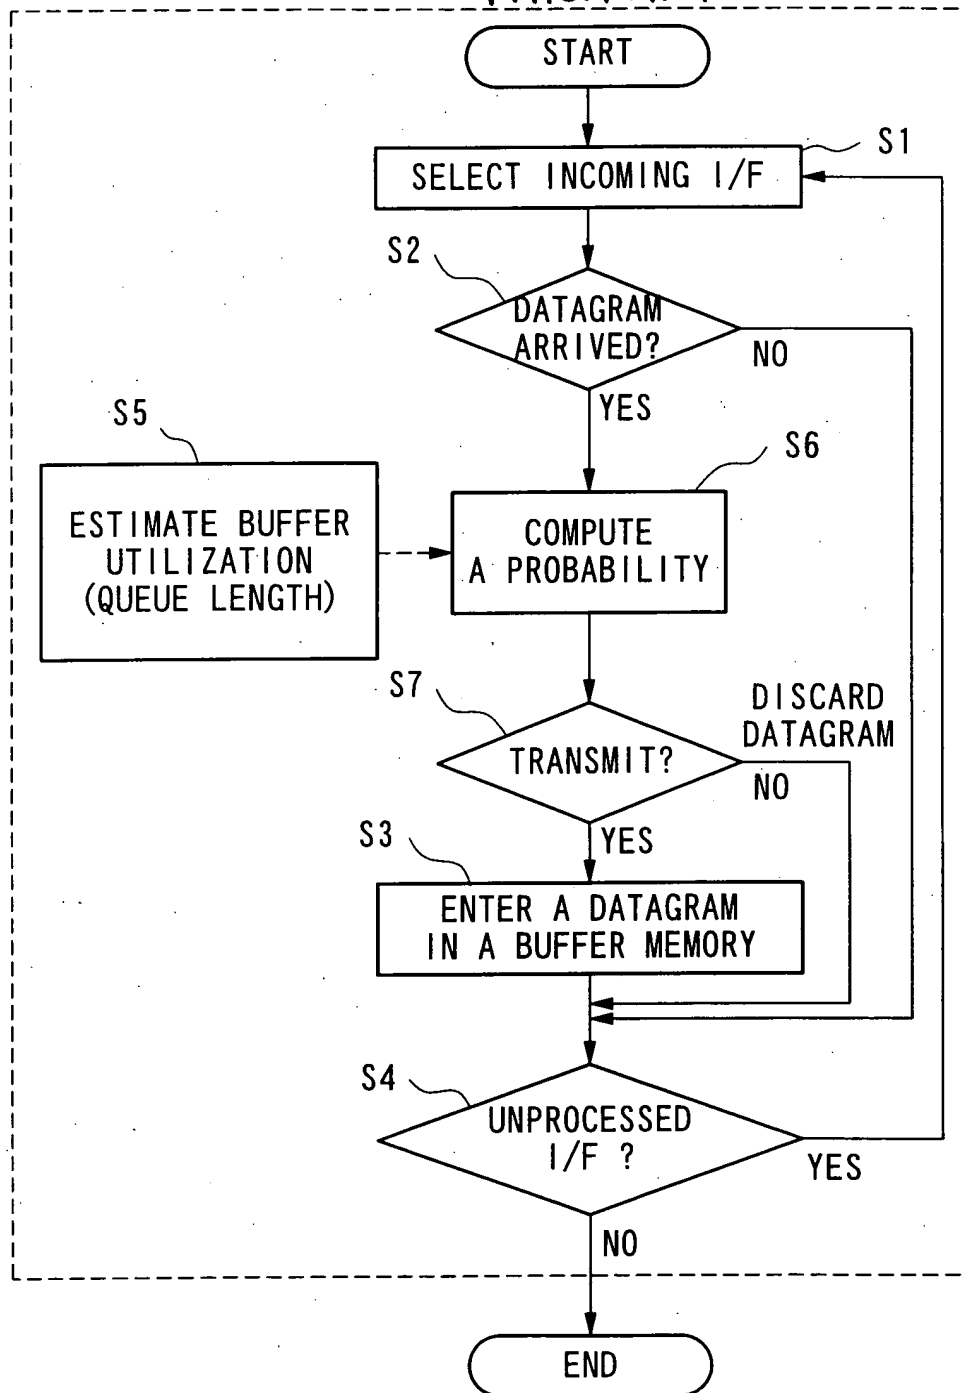 START
S1
SELECT INCOMING I/F
S2
DATAGRAM
ARRIVED?
NO
YES
S5
S6
ESTIMATE BUFFER
UTILIZATION
(QUEUE LENGTH)
COMPUTE
A PROBABILITY
S7
DISCARD
DATAGRAM
TRANSMIT?
NO
YES
S3
ENTER A DATAGRAM
IN A BUFFER MEMORY
S4
UNPROCESSED
I/F ?
YES
NO
END